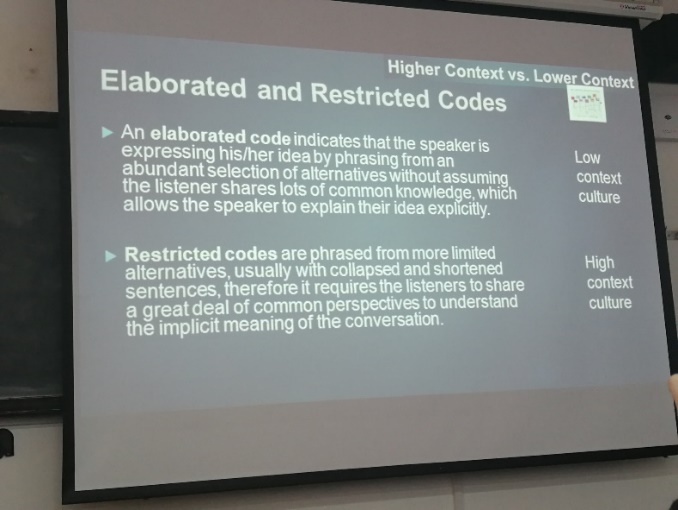 Higher Context vs. Lower Context
Elaborated and Restricted Codes
An elaborated code indicates that the speaker is
expressing his/her idea by phrasing from an
abundant selection of alternatives without assuming
the listener shares lots of common knowledge, which
allows the speaker to explain their idea explicitly.
Low
context
culture
Restricted codes are phrased from more limited
alternatives, usually with collapsed and shortened
sentences, therefore it requires the listeners to share
a great deal of common perspectives to understand
the implicit meaning of the conversation.
High
context
culture